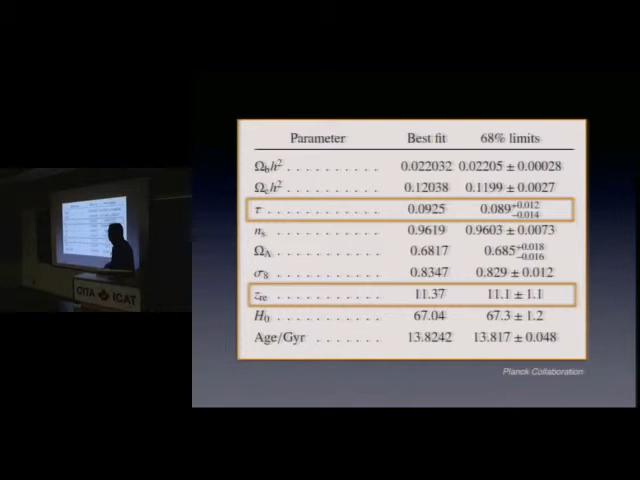 Parameter Best fit 68% limits
Ω_b h² . . . . . . . . . . 0.022032 0.02205 ± 0.00028
Ω_c h² . . . . . . . . . . 0.12038 0.1199 ± 0.0027
τ . . . . . . . . . . . . 0.0925 0.089 +0.012 −0.014
n_s . . . . . . . . . . . 0.9619 0.9603 ± 0.0073
Ω_Λ . . . . . . . . . . . 0.6817 0.685 +0.018 −0.016
σ_8 . . . . . . . . . . . 0.8347 0.829 ± 0.012
z_re . . . . . . . . . . . 11.37 11.1 ± 1.1
H_0 . . . . . . . . . . . 67.04 67.3 ± 1.2
Age/Gyr . . . . . . . 13.8242 13.817 ± 0.048
Planck Collaboration
CITA ICAT